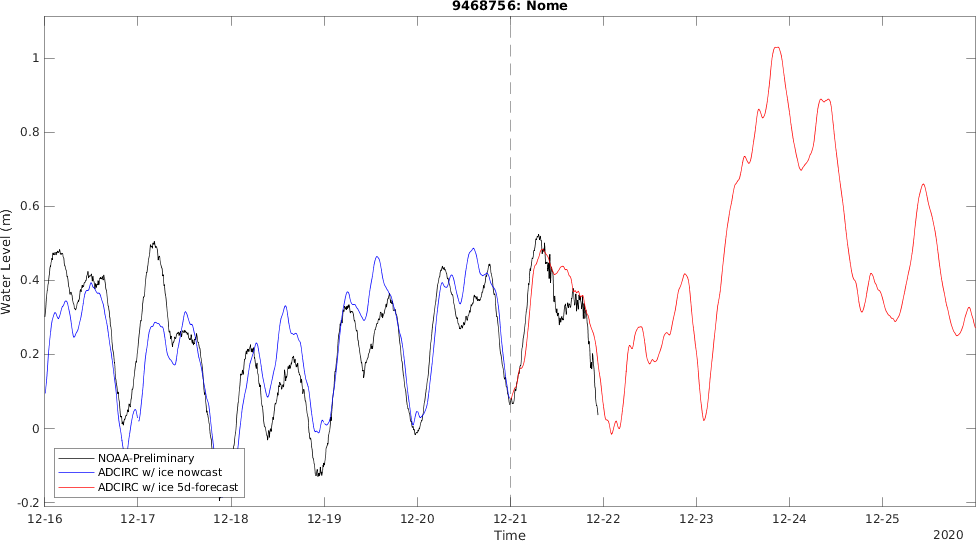 9468756: Nome
Water Level (m)
1
0.8
0.6
0.4
0.2
0
-0.2
NOAA-Preliminary
ADCIRC w/ ice nowcast
ADCIRC w/ ice 5d-forecast
12-16 12-17 12-18 12-19 12-20 12-21 12-22 12-23 12-24 12-25
Time
2020